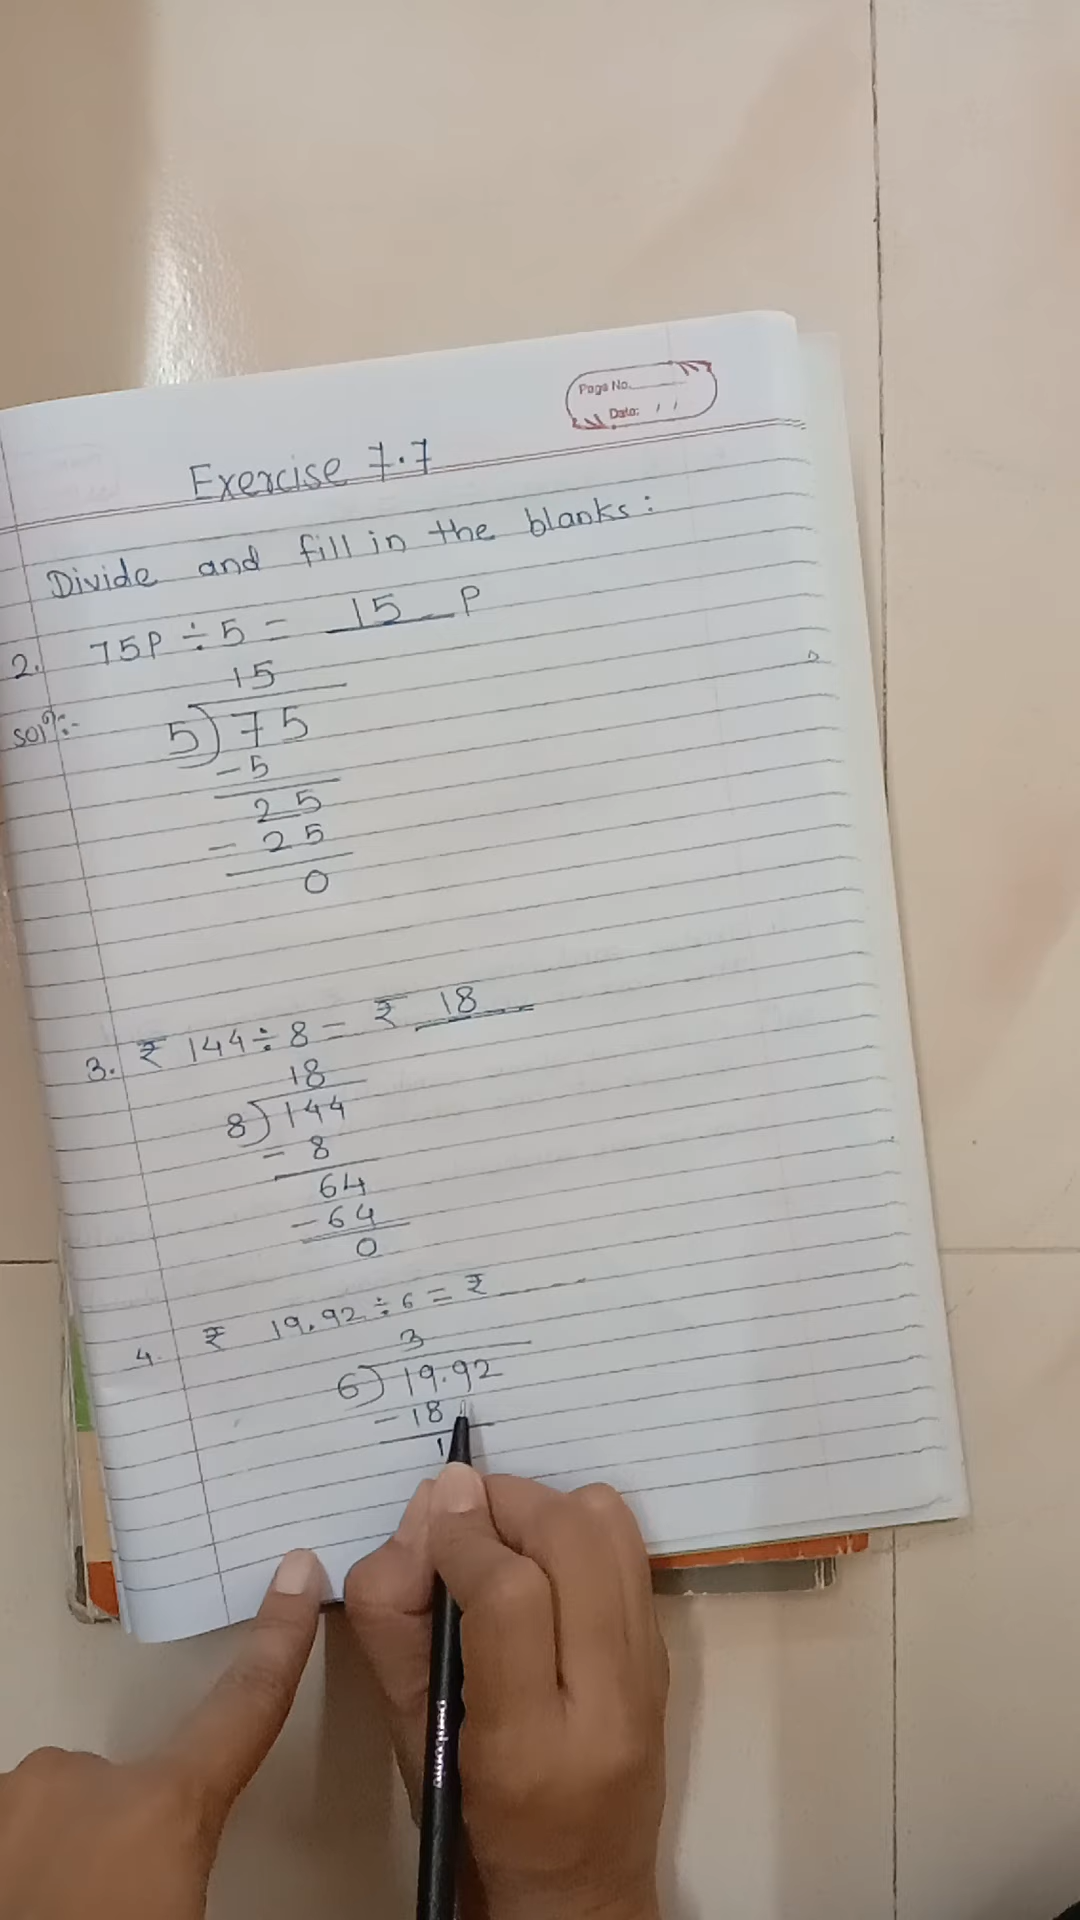 Page No.
Date: / /
Exercise 7.7
Divide and fill in the blanks:
2. 75P ÷ 5 = 15 P
solⁿ:-
15
5) 75
- 5
25
- 25
0
3. ₹ 144 ÷ 8 = ₹ 18
18
8) 144
- 8
64
- 64
0
4. ₹ 19.92 ÷ 6 = ₹
3
6) 19.92
- 18
1